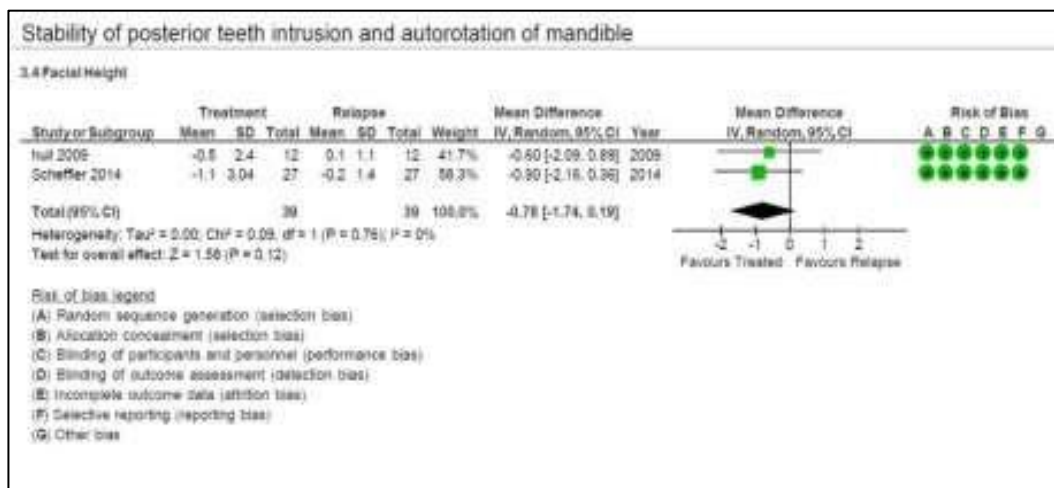 Stability of posterior teeth intrusion and autorotation of mandible
3.4 Facial Height
Treatment Relapse Mean Difference Mean Difference Risk of Bias
Study or Subgroup Mean SD Total Mean SD Total Weight IV, Random, 95% CI Year IV, Random, 95% CI A B C D E F G
2009 -0.5 2.4 12 0.1 1.1 12 41.7% -0.60 [-2.09, 0.89] 2009
Scheffler 2014 -1.1 3.04 27 -0.2 1.4 27 58.3% -0.90 [-2.16, 0.36] 2014
Total (95% CI) 39 39 100.0% -0.78 [-1.74, 0.19]
Heterogeneity: Tau² = 0.00; Chi² = 0.09, df = 1 (P = 0.76); I² = 0%
Test for overall effect: Z = 1.58 (P = 0.12)
-2 -1 0 1 2
Favours Treated Favours Relapse
Risk of bias legend
(A) Random sequence generation (selection bias)
(B) Allocation concealment (selection bias)
(C) Blinding of participants and personnel (performance bias)
(D) Blinding of outcome assessment (detection bias)
(E) Incomplete outcome data (attrition bias)
(F) Selective reporting (reporting bias)
(G) Other bias